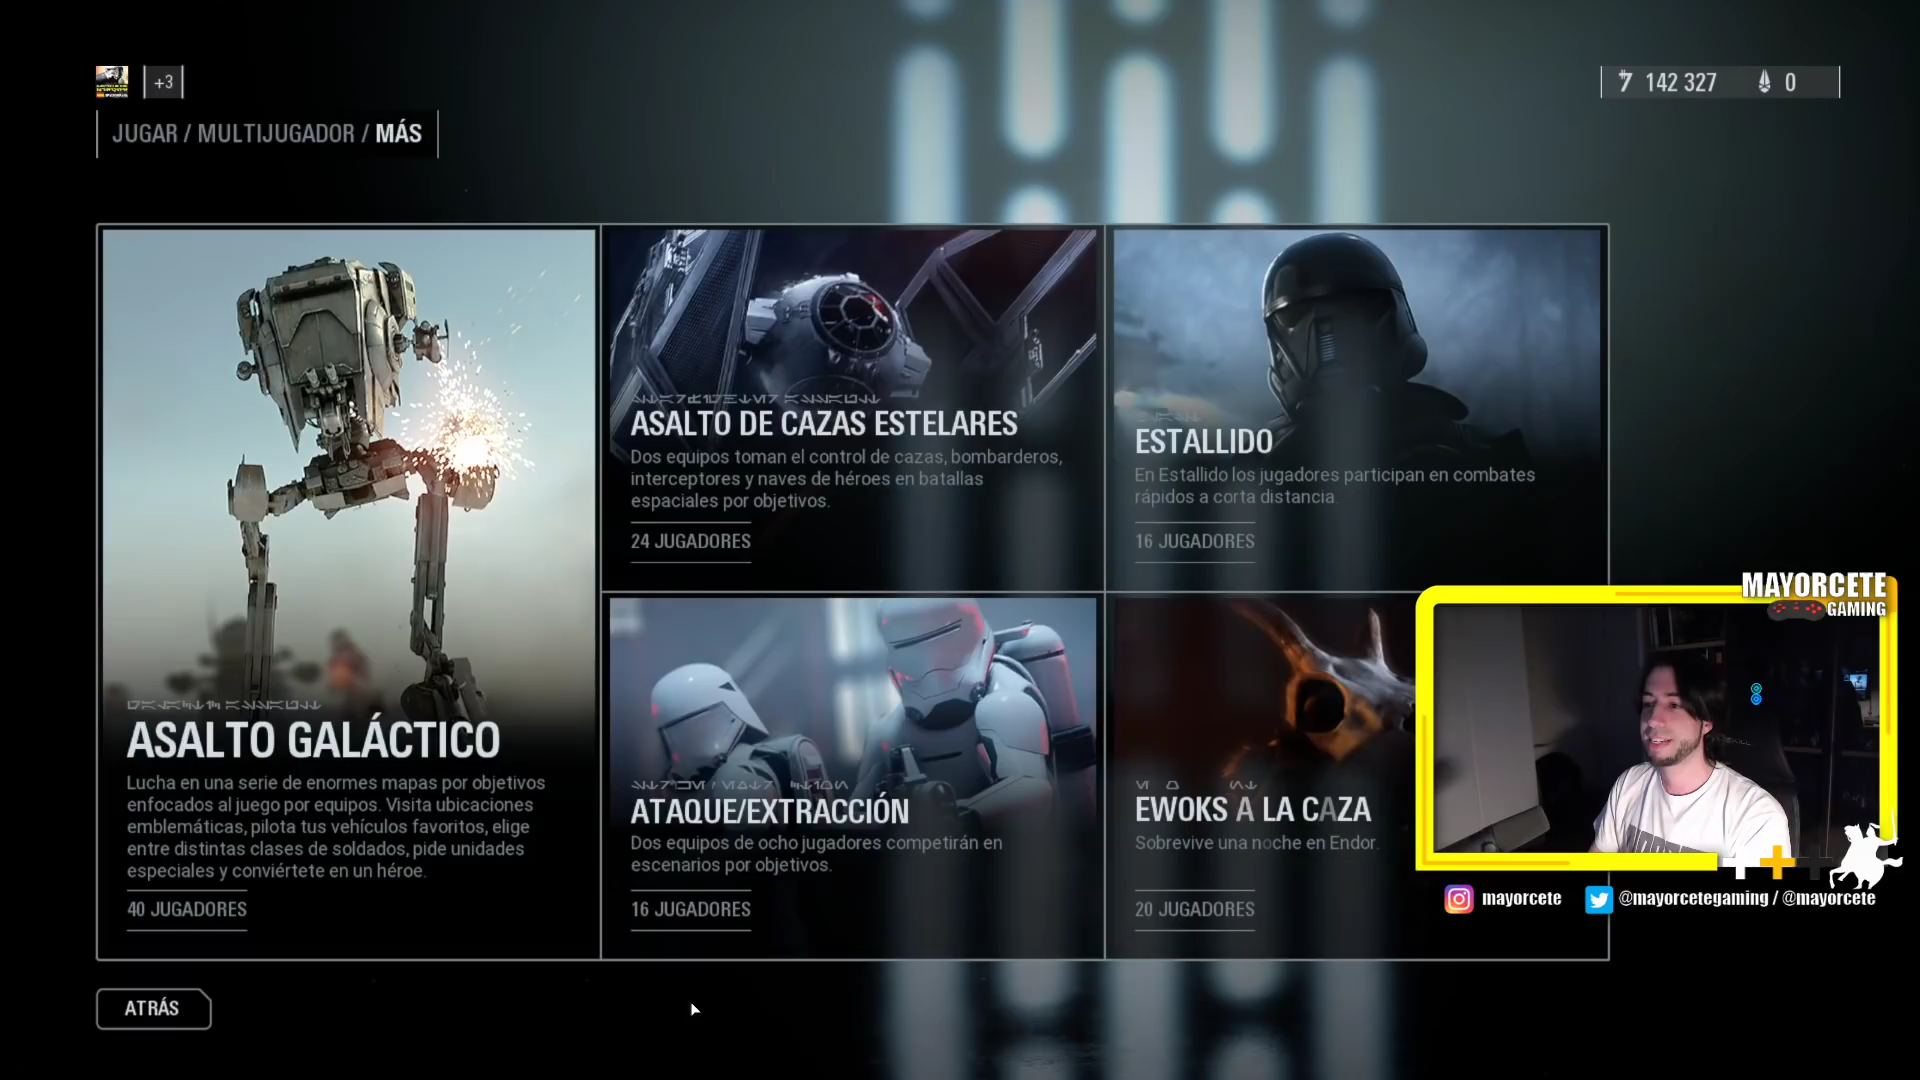 +3
142 327
0
JUGAR / MULTIJUGADOR / MÁS
ASALTO GALÁCTICO
Lucha en una serie de enormes mapas por objetivos
enfocados al juego por equipos. Visita ubicaciones
emblemáticas, pilota tus vehículos favoritos, elige
entre distintas clases de soldados, pide unidades
especiales y conviértete en un héroe.
40 JUGADORES
ASALTO DE CAZAS ESTELARES
Dos equipos toman el control de cazas, bombarderos,
interceptores y naves de héroes en batallas
espaciales por objetivos.
24 JUGADORES
ESTALLIDO
En Estallido los jugadores participan en combates
rápidos a corta distancia.
16 JUGADORES
ATAQUE/EXTRACCIÓN
Dos equipos de ocho jugadores competirán en
escenarios por objetivos.
16 JUGADORES
EWOKS A LA CAZA
Sobrevive una noche en Endor.
20 JUGADORES
MAYORCETE
GAMING
mayorcete
@mayorcetegaming / @mayorcete
ATRÁS